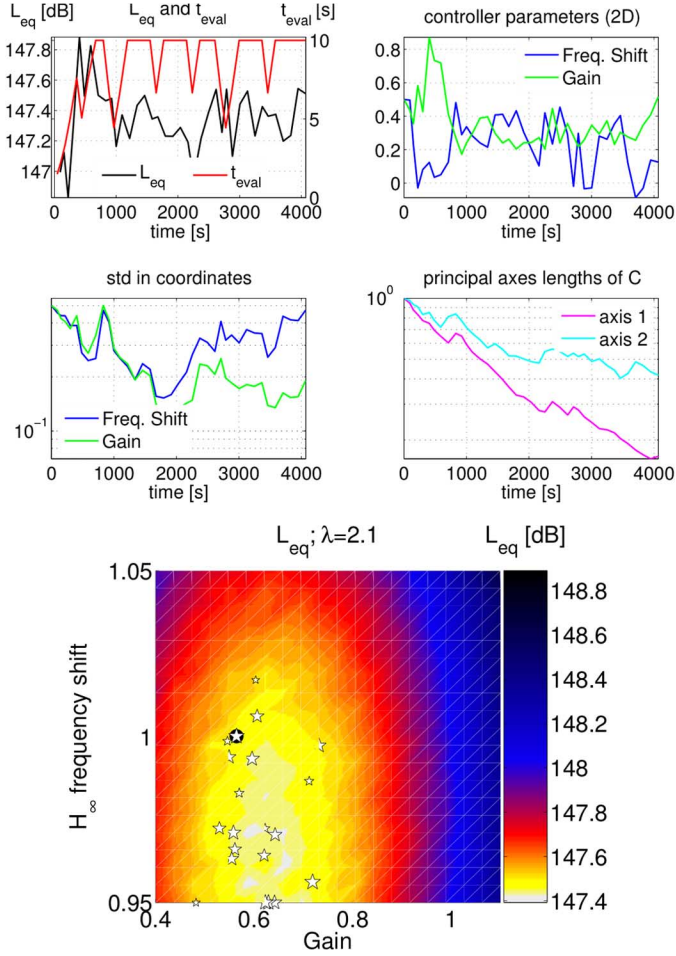 L_eq [dB] L_eq and t_eval t_eval [s]
147.8
147.6
147.4
147.2
147
10
5
0
L_eq t_eval
0 1000 2000 3000 4000
time [s]
controller parameters (2D)
0.8
0.6
0.4
0.2
0
Freq. Shift
Gain
0 1000 2000 3000 4000
time [s]
std in coordinates
10^-1
Freq. Shift
Gain
0 1000 2000 3000 4000
time [s]
principal axes lengths of C
10^0
axis 1
axis 2
0 1000 2000 3000 4000
time [s]
L_eq; λ=2.1 L_eq [dB]
1.05
1
0.95
H_∞ frequency shift
0.4 0.6 0.8 1
Gain
148.8
148.6
148.4
148.2
148
147.8
147.6
147.4